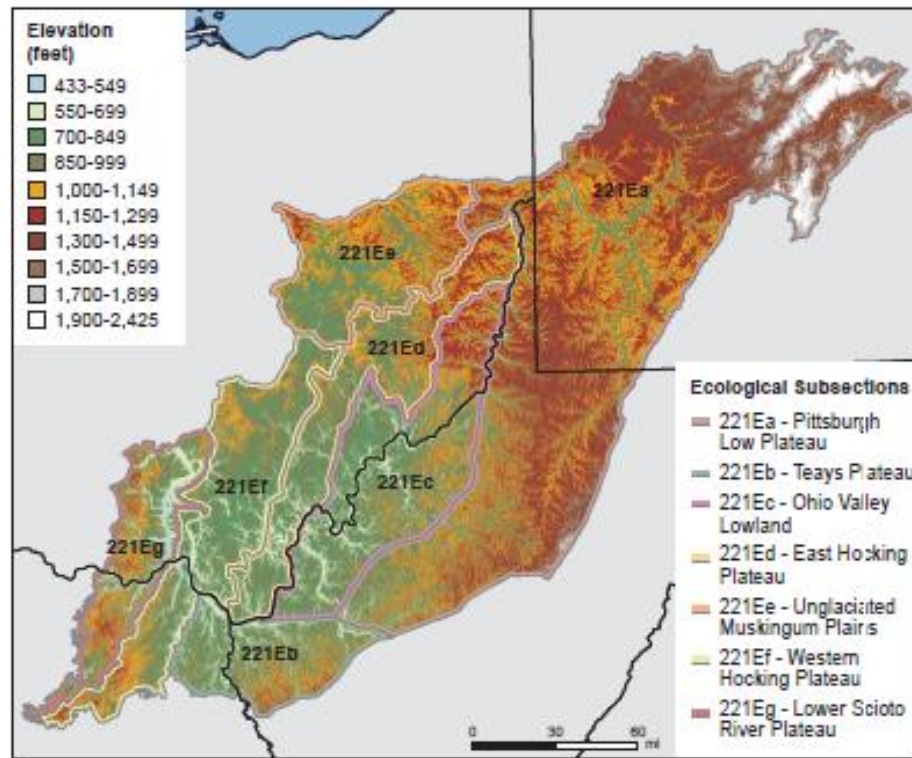 Elevation
(feet)
433-549
550-699
700-849
850-999
1,000-1,149
1,150-1,299
1,300-1,499
1,500-1,699
1,700-1,899
1,900-2,425
221Ea
221Ee
221Ed
221Ef
221Ec
221Eg
221Eb
Ecological Subsections
221Ea - Pittsburgh
Low Plateau
221Eb - Teays Plateau
221Ec - Ohio Valley
Lowland
221Ed - East Hocking
Plateau
221Ee - Unglaciated
Muskingum Plains
221Ef - Western
Hocking Plateau
221Eg - Lower Scioto
River Plateau
0 30 60
mi